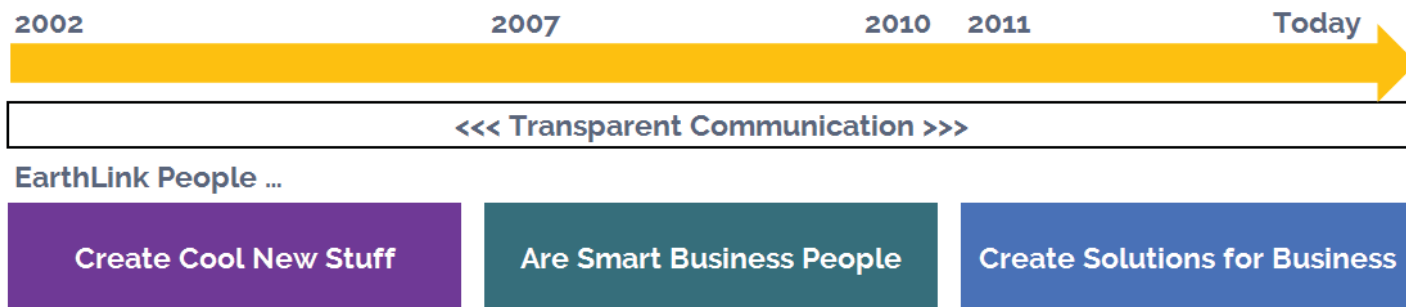 2002 2007 2010 2011 Today
<<< Transparent Communication >>>
EarthLink People ...
Create Cool New Stuff Are Smart Business People Create Solutions for Business